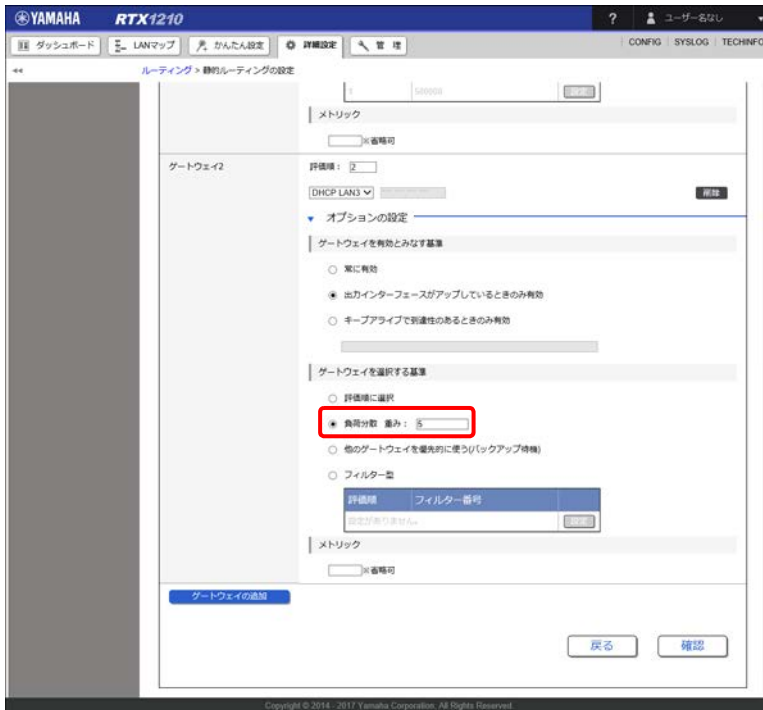 YAMAHA RTX1210 ? ユーザーなし
ダッシュボード LANマップ かんたん設定 詳細設定 管理 CONFIG SYSLOG TECHINFO
<< ルーティング > 静的ルーティングの設定
1 500000 設定
メトリック
※省略可
ゲートウェイ2 評価順： 2
DHCP LAN3 削除
オプションの設定
ゲートウェイを有効とみなす基準
常に有効
出力インターフェースがアップしているときのみ有効
キープアライブで到達性のあるときのみ有効
ゲートウェイを選択する基準
評価順に選択
負荷分散 重み： 5
他のゲートウェイを優先的に使う(バックアップ待機)
フィルター型
評価順 フィルター番号
設定がありません。 設定
メトリック
※省略可
ゲートウェイの追加
戻る 確認
Copyright © 2014 - 2017 Yamaha Corporation. All Rights Reserved.